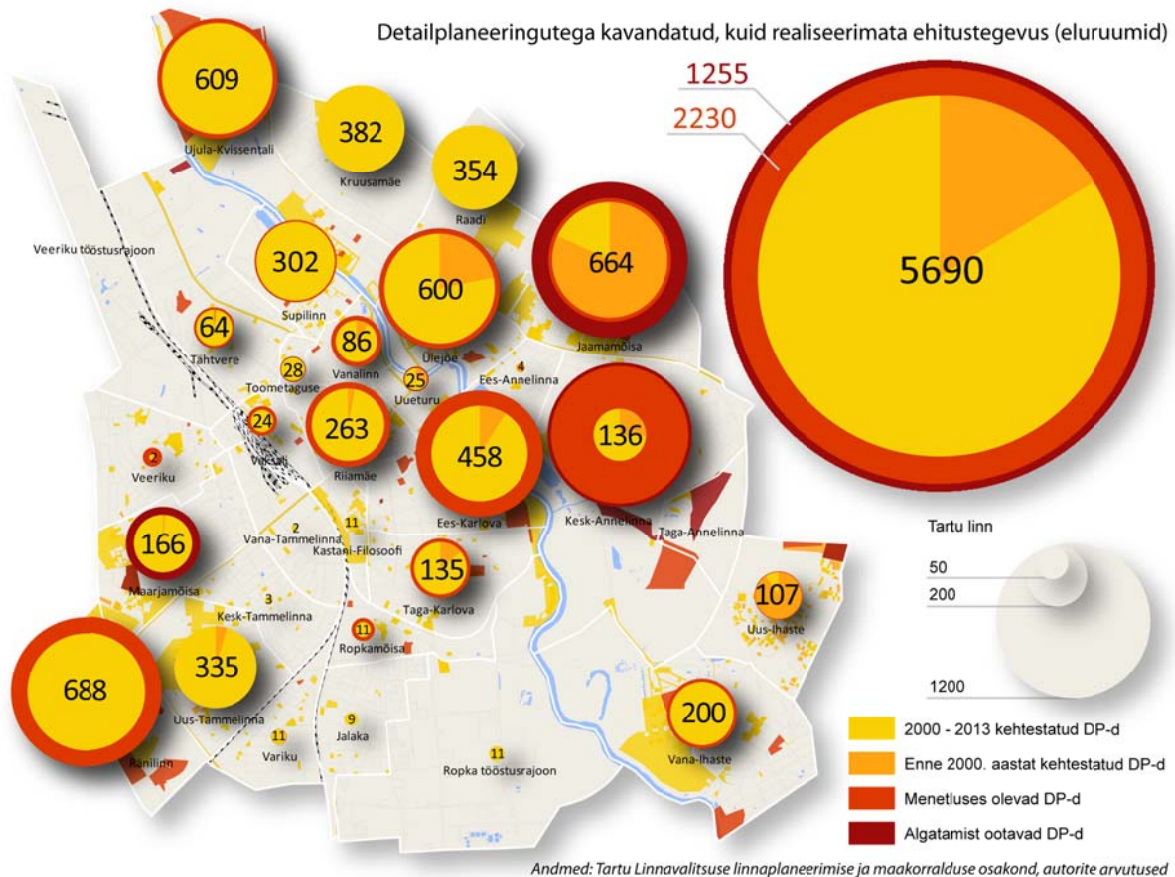 Detailplaneeringutega kavandatud, kuid realiseerimata ehitustegevus (eluruumid)
1255
2230
5690
609
Ujula-Kvissentali
382
Kruusamäe
354
Raadi
664
Jaamamõisa
Veeriku tööstusrajoon
302
Supilinn
600
Ülejõe
64
Tähtvere
86
Vanalinn
28
Toometaguse
25
Uueturu
4
Ees-Annelinna
24
Vaksali
263
Riiamäe
458
Ees-Karlova
136
Kesk-Annelinna
2
Veeriku
Taga-Annelinna
166
Maarjamõisa
2
Vana-Tammelinna
11
Kastani-Filosoofi
135
Taga-Karlova
107
Uus-Ihaste
3
Kesk-Tammelinna
11
Ropkamõisa
688
Ränilinn
335
Uus-Tammelinna
11
Variku
9
Jalaka
11
Ropka tööstusrajoon
200
Vana-Ihaste
Tartu linn
50
200
1200
2000 - 2013 kehtestatud DP-d
Enne 2000. aastat kehtestatud DP-d
Menetluses olevad DP-d
Algatamist ootavad DP-d
Andmed: Tartu Linnavalitsuse linnaplaneerimise ja maakorralduse osakond, autorite arvutused